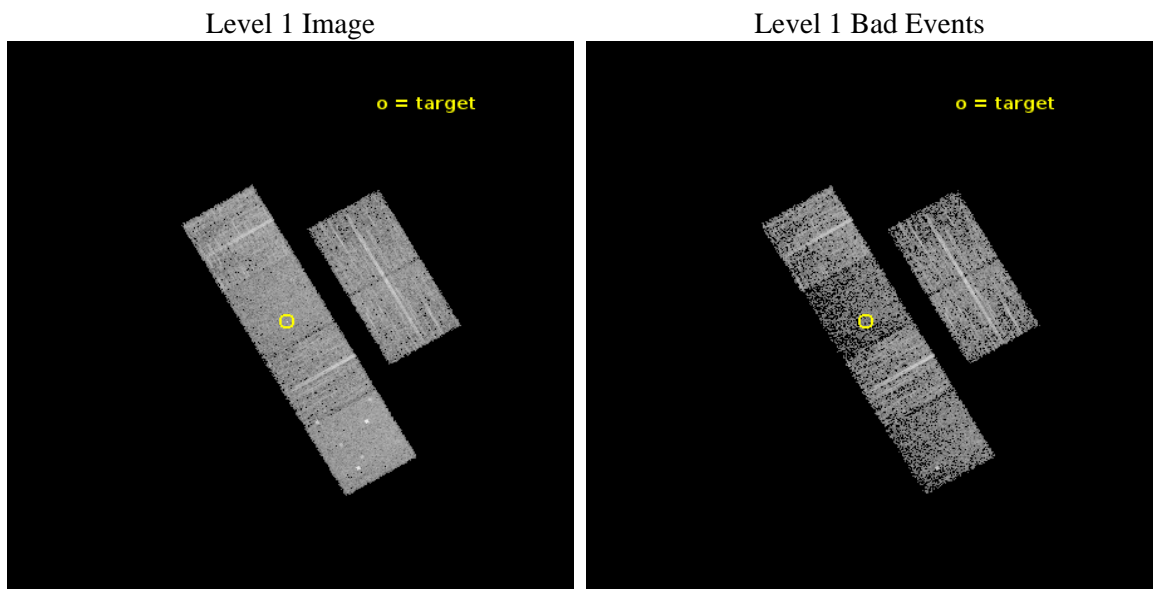 Level 1 Image
Level 1 Bad Events
o = target
o = target